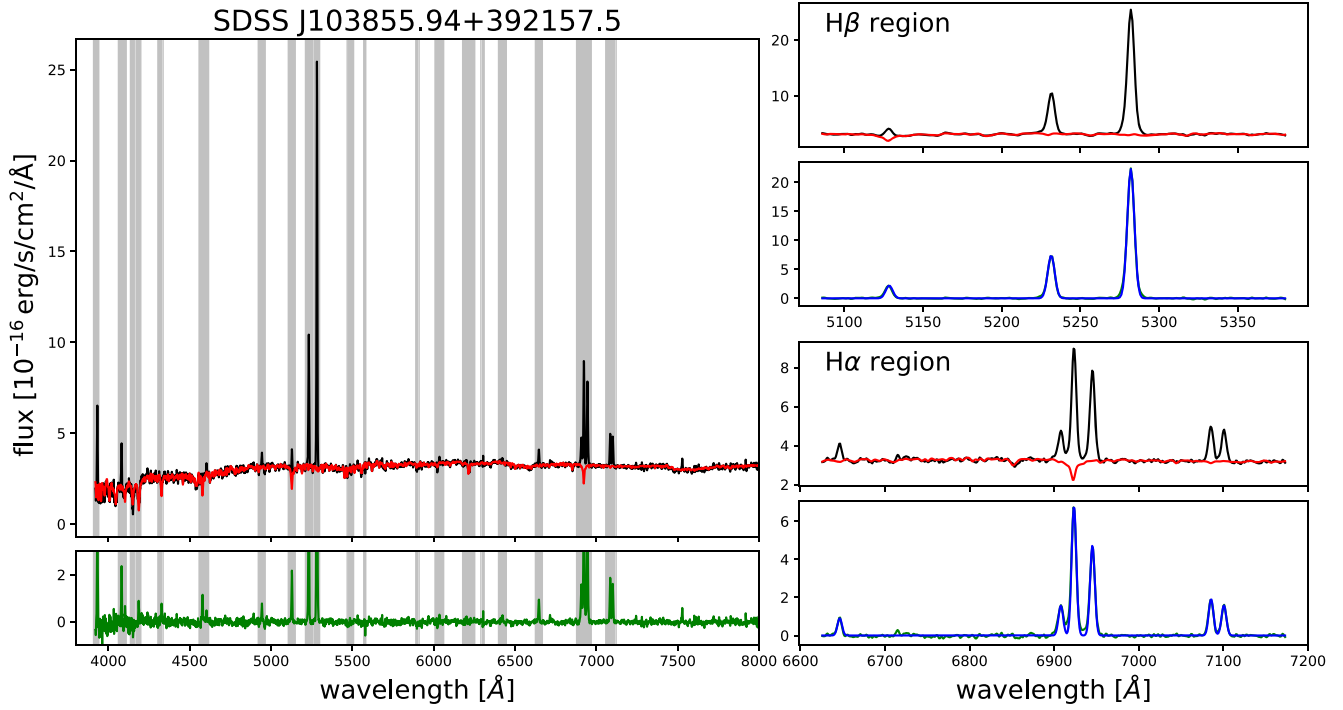 SDSS J103855.94+392157.5
flux [10⁻¹⁶ erg/s/cm²/Å]
25
20
15
10
5
0
2
0
4000 4500 5000 5500 6000 6500 7000 7500 8000
wavelength [Å]
Hβ region
20
10
5100 5150 5200 5250 5300 5350
20
15
10
5
0
Hα region
8
6
4
2
6
4
2
0
6600 6700 6800 6900 7000 7100 7200
wavelength [Å]